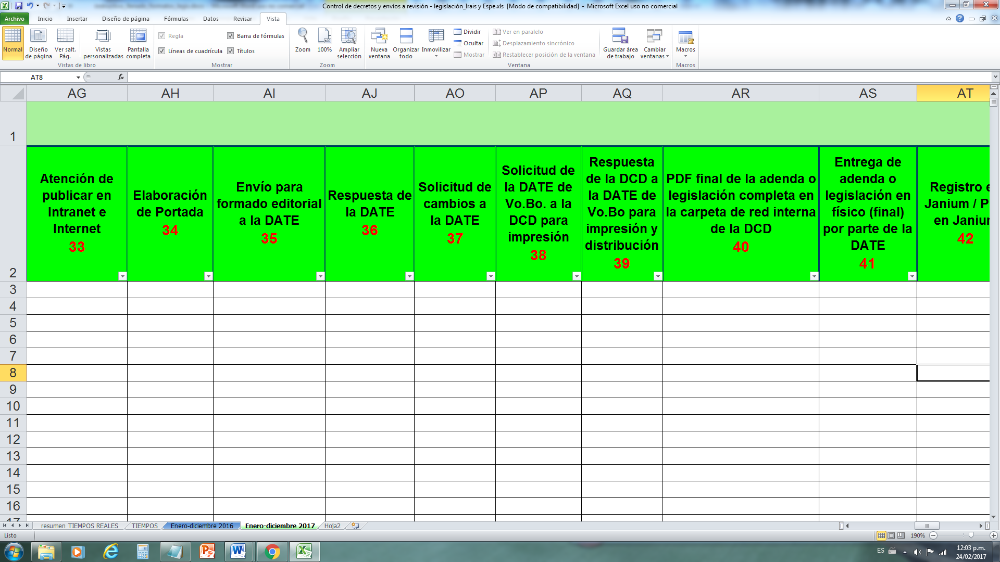 Control de decretos y envíos a revisión - legislación_Irais y Espe.xls [Modo de compatibilidad] - Microsoft Excel uso no comercial
Archivo Inicio Insertar Diseño de página Fórmulas Datos Revisar Vista
Normal
Diseño de página
Ver salt. Pág.
Vistas personalizadas
Pantalla completa
Vistas de libro
Regla
Barra de fórmulas
Líneas de cuadrícula
Títulos
Mostrar
Zoom
100%
Ampliar selección
Zoom
Nueva ventana
Organizar todo
Inmovilizar
Dividir
Ocultar
Mostrar
Ver en paralelo
Desplazamiento sincrónico
Restablecer posición de la ventana
Ventana
Guardar área de trabajo
Cambiar ventanas
Macros
Macros
AT8
fx
AG AH AI AJ AO AP AQ AR AS AT
1
Atención de
publicar en
Intranet e
Internet
33
Elaboración
de Portada
34
Envío para
formado editorial
a la DATE
35
Respuesta de
la DATE
36
Solicitud de
cambios a
la DATE
37
Solicitud de
la DATE de
Vo.Bo. a la
DCD para
impresión
38
Respuesta
de la DCD a
la DATE de
Vo.Bo para
impresión y
distribución
39
PDF final de la adenda o
legislación completa en
la carpeta de red interna
de la DCD
40
Entrega de
adenda o
legislación en
físico (final)
por parte de la
DATE
41
Registro e
Janium / P
en Janiu
42
2
3
4
5
6
7
8
9
10
11
12
13
14
15
16
17
resumen TIEMPOS REALES TIEMPOS Enero-diciembre 2016 Enero-diciembre 2017 Hoja2
Listo
190%
ES
12:03 p.m.
24/02/2017